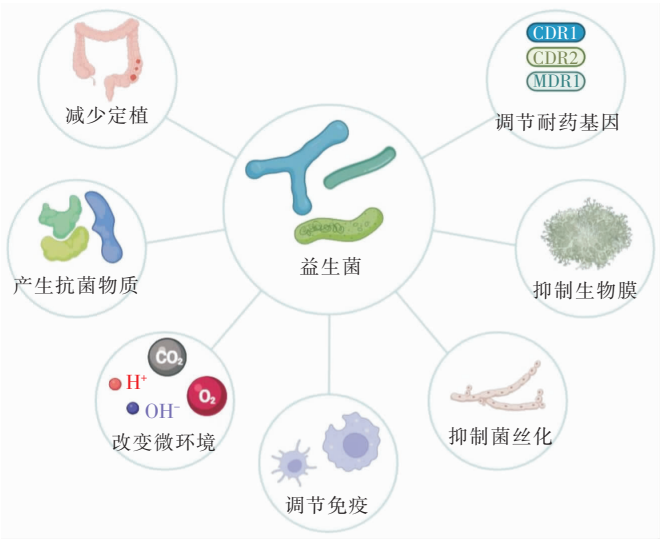 减少定植
CDR1
CDR2
MDR1
调节耐药基因
益生菌
产生抗菌物质
抑制生物膜
CO₂
H⁺
O₂
OH⁻
改变微环境
抑制菌丝化
调节免疫